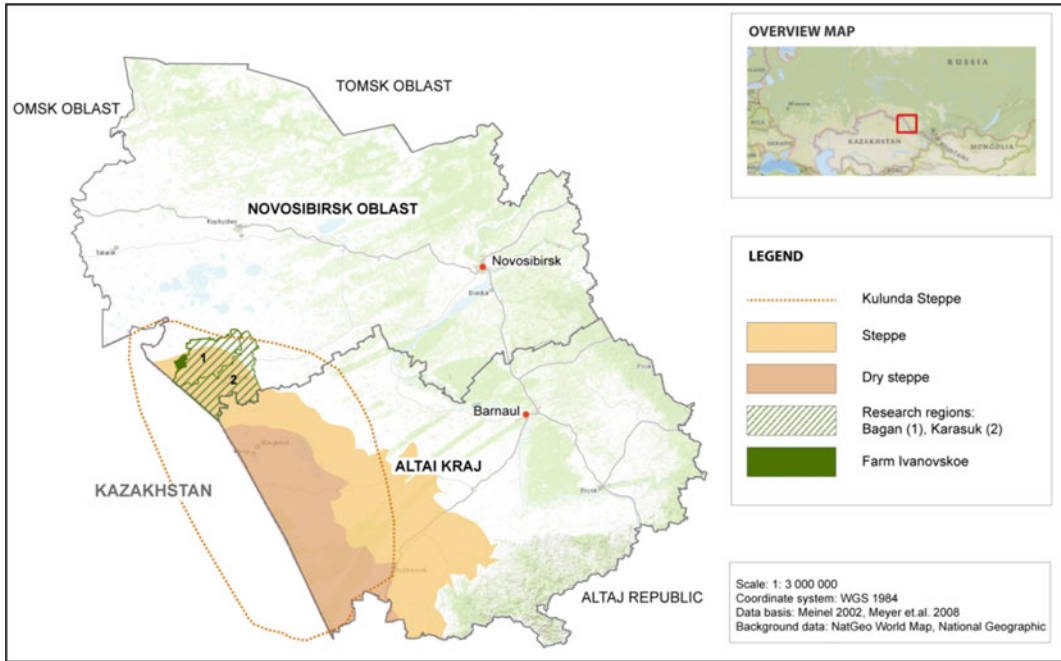 OMSK OBLAST
TOMSK OBLAST
NOVOSIBIRSK OBLAST
Novosibirsk
1
2
Barnaul
ALTAI KRAJ
KAZAKHSTAN
ALTAJ REPUBLIC
OVERVIEW MAP
RUSSIA
Moscow
UKRAINE
KAZAKHSTAN
MONGOLIA
LEGEND
Kulunda Steppe
Steppe
Dry steppe
Research regions:
Bagan (1), Karasuk (2)
Farm Ivanovskoe
Scale: 1: 3 000 000
Coordinate system: WGS 1984
Data basis: Meinel 2002, Meyer et.al. 2008
Background data: NatGeo World Map, National Geographic